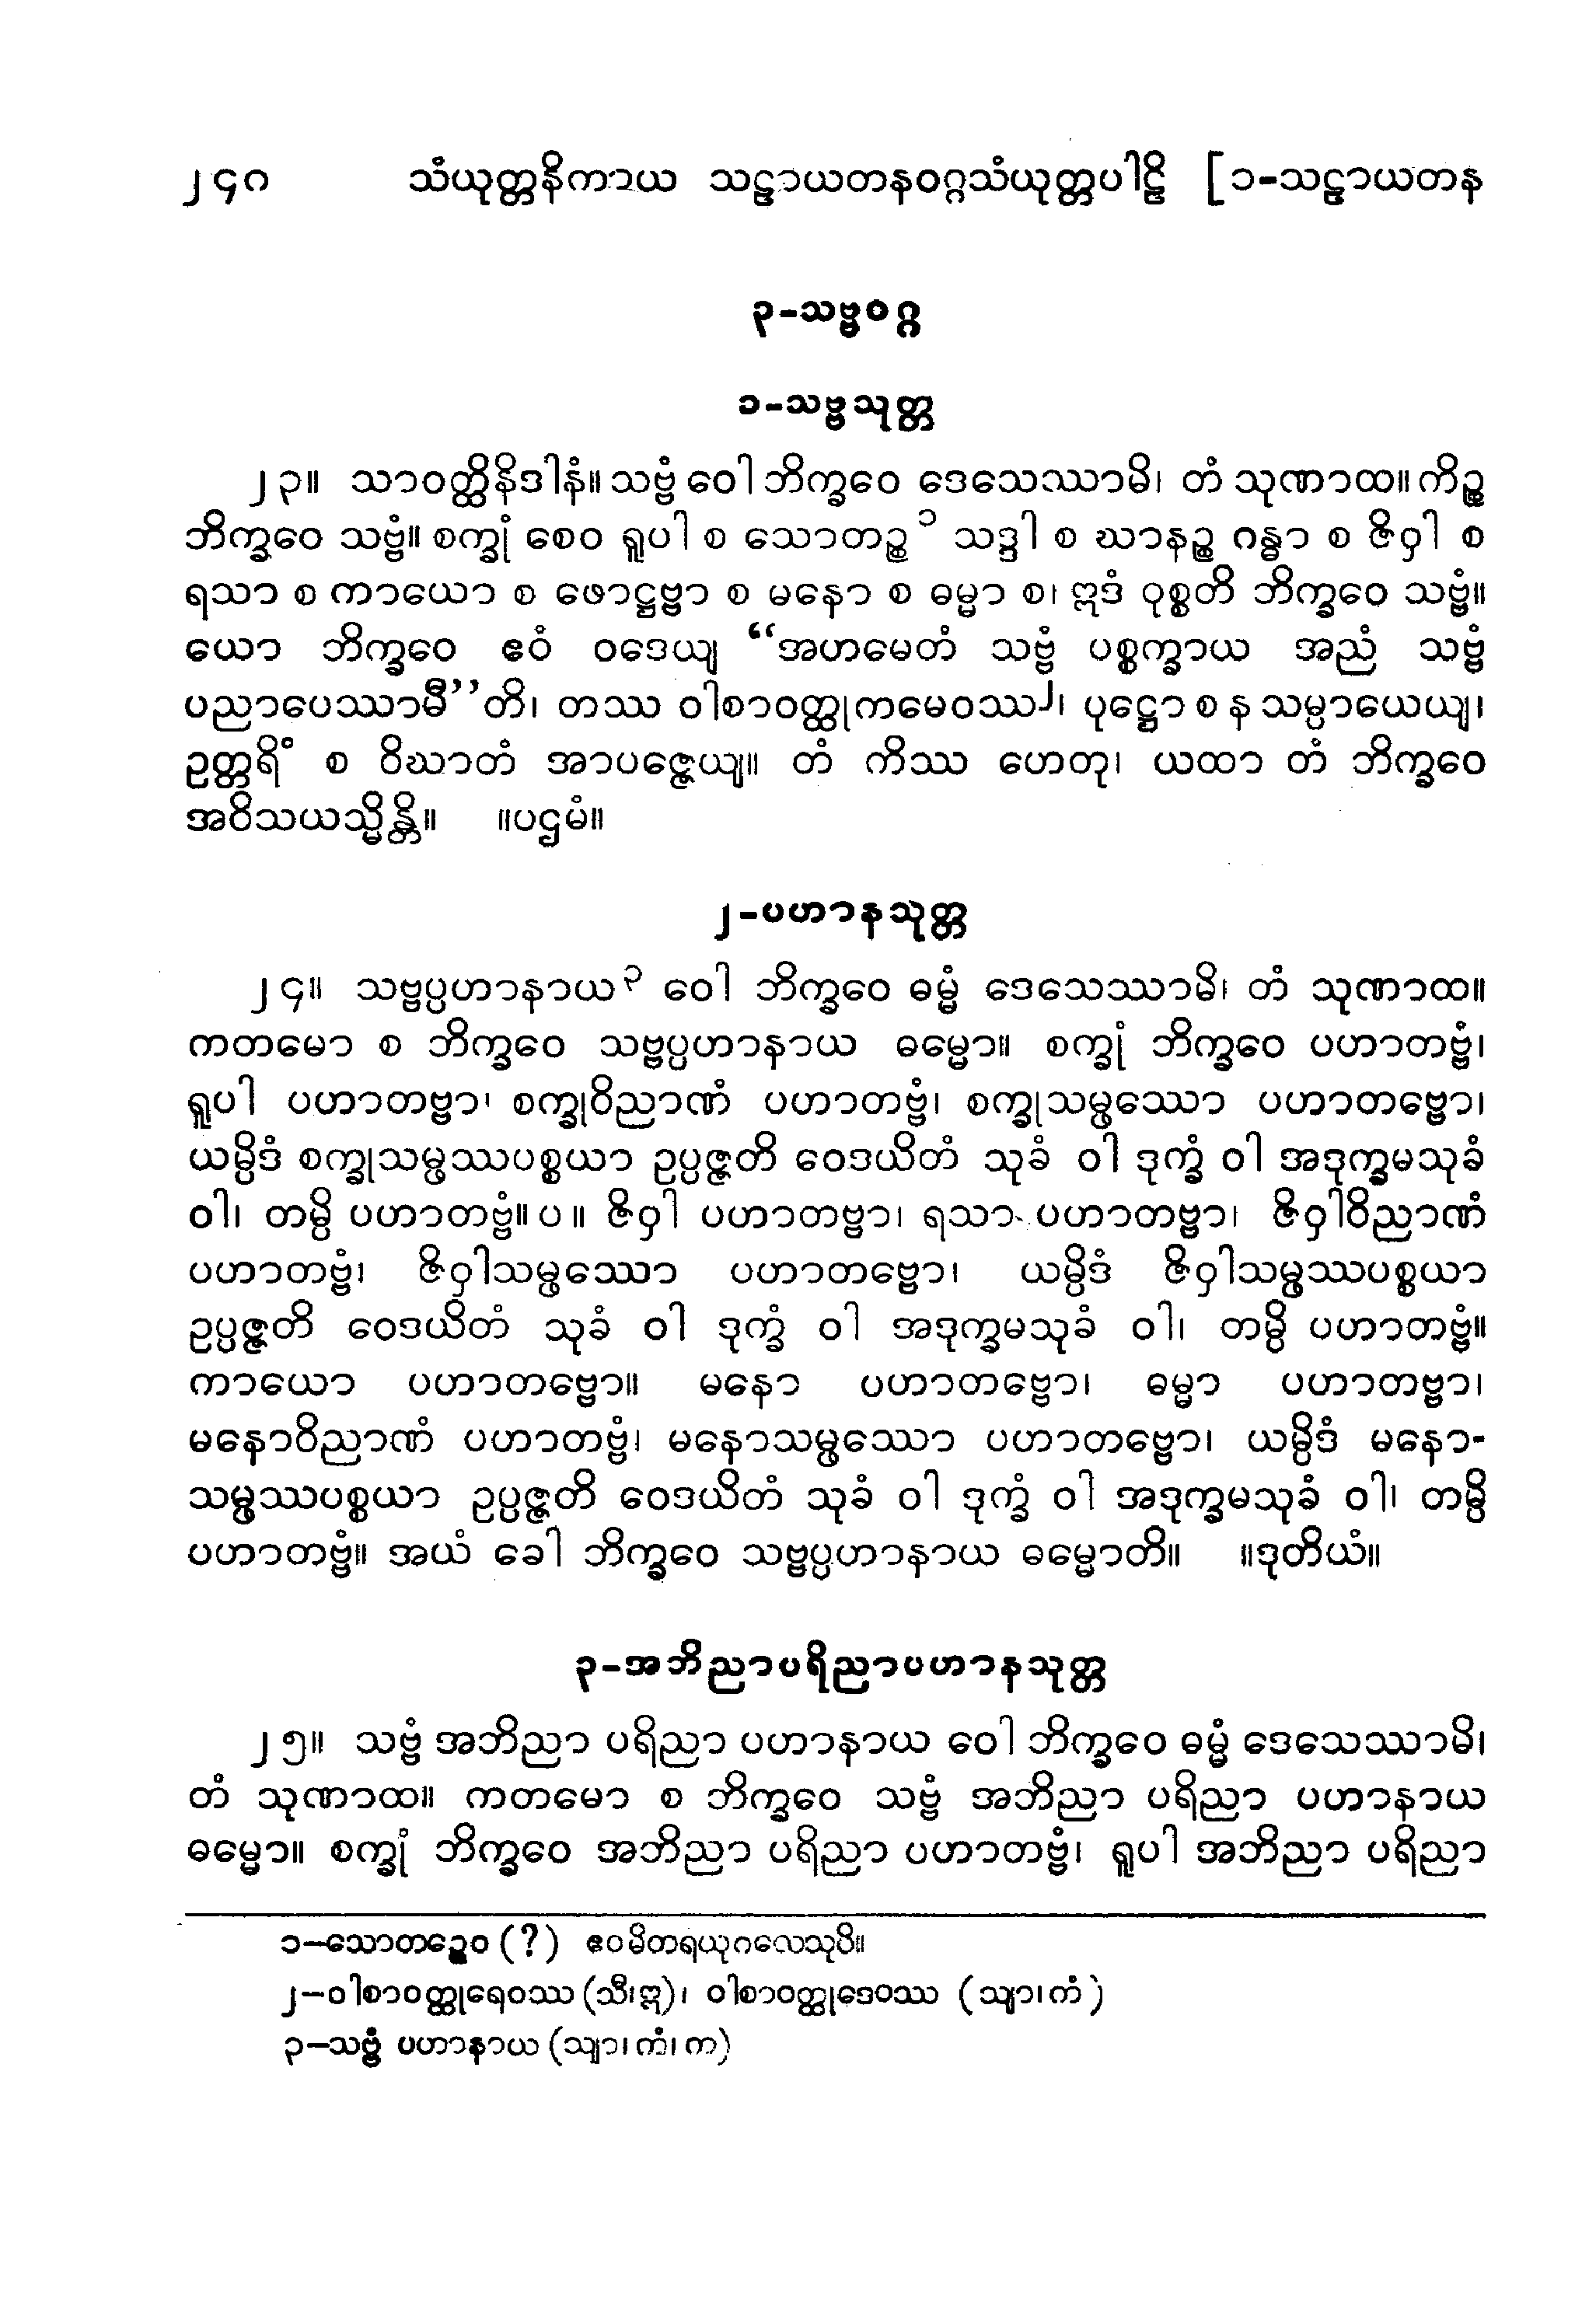 ၂၄ဂ သံယုတ္တနိကာယ သဠာယတနဝဂ္ဂသံယုတ္တပါဠိ [၁-သဠာယတန
၃-သဗ္ဗဝဂ္ဂ
၁-သဗ္ဗသုတ္တ
၂၃။ သာဝတ္ထိနိဒါနံ။ သဗ္ဗံ ဝေါ ဘိက္ခဝေ ဒေသေဿာမိ၊ တံ သုဏာထ။ ကိဉ္စ
ဘိက္ခဝေ သဗ္ဗံ။ စက္ခုံ စေဝ ရူပါ စ သောတဉ္စ၁ သဒ္ဒါ စ ဃာနဉ္စ ဂန္ဓာ စ ဇိဝှါ စ
ရသာ စ ကာယော စ ဖောဋ္ဌဗ္ဗာ စ မနော စ ဓမ္မာ စ၊ ဣဒံ ဝုစ္စတိ ဘိက္ခဝေ သဗ္ဗံ။
ယော ဘိက္ခဝေ ဧဝံ ဝဒေယျ “အဟမေတံ သဗ္ဗံ ပစ္စက္ခာယ အညံ သဗ္ဗံ
ပညာပေဿာမီ’’တိ၊ တဿ ဝါစာဝတ္ထုကမေဝဿ၂၊ ပုဋ္ဌော စ န သမ္ပာယေယျ၊
ဥတ္တရိံ စ ဝိဃာတံ အာပဇ္ဇေယျ။ တံ ကိဿ ဟေတု၊ ယထာ တံ ဘိက္ခဝေ
အဝိသယသ္မိန္တိ။ ။ပဌမံ။
၂-ပဟာနသုတ္တ
၂၄။ သဗ္ဗပ္ပဟာနာယ၃ ဝေါ ဘိက္ခဝေ ဓမ္မံ ဒေသေဿာမိ၊ တံ သုဏာထ။
ကတမော စ ဘိက္ခဝေ သဗ္ဗပ္ပဟာနာယ ဓမ္မော။ စက္ခုံ ဘိက္ခဝေ ပဟာတဗ္ဗံ၊
ရူပါ ပဟာတဗ္ဗာ၊ စက္ခုဝိညာဏံ ပဟာတဗ္ဗံ၊ စက္ခုသမ္ဖဿော ပဟာတဗ္ဗော၊
ယမ္ပိဒံ စက္ခုသမ္ဖဿပစ္စယာ ဥပ္ပဇ္ဇတိ ဝေဒယိတံ သုခံ ဝါ ဒုက္ခံ ဝါ အဒုက္ခမသုခံ
ဝါ၊ တမ္ပိ ပဟာတဗ္ဗံ။ ပ ။ ဇိဝှါ ပဟာတဗ္ဗာ၊ ရသာ ပဟာတဗ္ဗာ၊ ဇိဝှါဝိညာဏံ
ပဟာတဗ္ဗံ၊ ဇိဝှါသမ္ဖဿော ပဟာတဗ္ဗော၊ ယမ္ပိဒံ ဇိဝှါသမ္ဖဿပစ္စယာ
ဥပ္ပဇ္ဇတိ ဝေဒယိတံ သုခံ ဝါ ဒုက္ခံ ဝါ အဒုက္ခမသုခံ ဝါ၊ တမ္ပိ ပဟာတဗ္ဗံ။
ကာယော ပဟာတဗ္ဗော။ မနော ပဟာတဗ္ဗော၊ ဓမ္မာ ပဟာတဗ္ဗာ၊
မနောဝိညာဏံ ပဟာတဗ္ဗံ၊ မနောသမ္ဖဿော ပဟာတဗ္ဗော၊ ယမ္ပိဒံ မနော-
သမ္ဖဿပစ္စယာ ဥပ္ပဇ္ဇတိ ဝေဒယိတံ သုခံ ဝါ ဒုက္ခံ ဝါ အဒုက္ခမသုခံ ဝါ၊ တမ္ပိ
ပဟာတဗ္ဗံ။ အယံ ခေါ ဘိက္ခဝေ သဗ္ဗပ္ပဟာနာယ ဓမ္မောတိ။ ။ဒုတိယံ။
၃-အဘိညာပရိညာပဟာနသုတ္တ
၂၅။ သဗ္ဗံ အဘိညာ ပရိညာ ပဟာနာယ ဝေါ ဘိက္ခဝေ ဓမ္မံ ဒေသေဿာမိ၊
တံ သုဏာထ။ ကတမော စ ဘိက္ခဝေ သဗ္ဗံ အဘိညာ ပရိညာ ပဟာနာယ
ဓမ္မော။ စက္ခုံ ဘိက္ခဝေ အဘိညာ ပရိညာ ပဟာတဗ္ဗံ၊ ရူပါ အဘိညာ ပရိညာ
၁-သောတဉ္စေဝ (?) ဧဝမိတရယုဂလေသုပိ။
၂-ဝါစာဝတ္ထုရေဝဿ (သီ၊ဣ)၊ ဝါစာဝတ္ထုဒေဝဿ (သျာ၊ကံ)
၃-သဗ္ဗံ ပဟာနာယ (သျာ၊ ကံ၊ က)